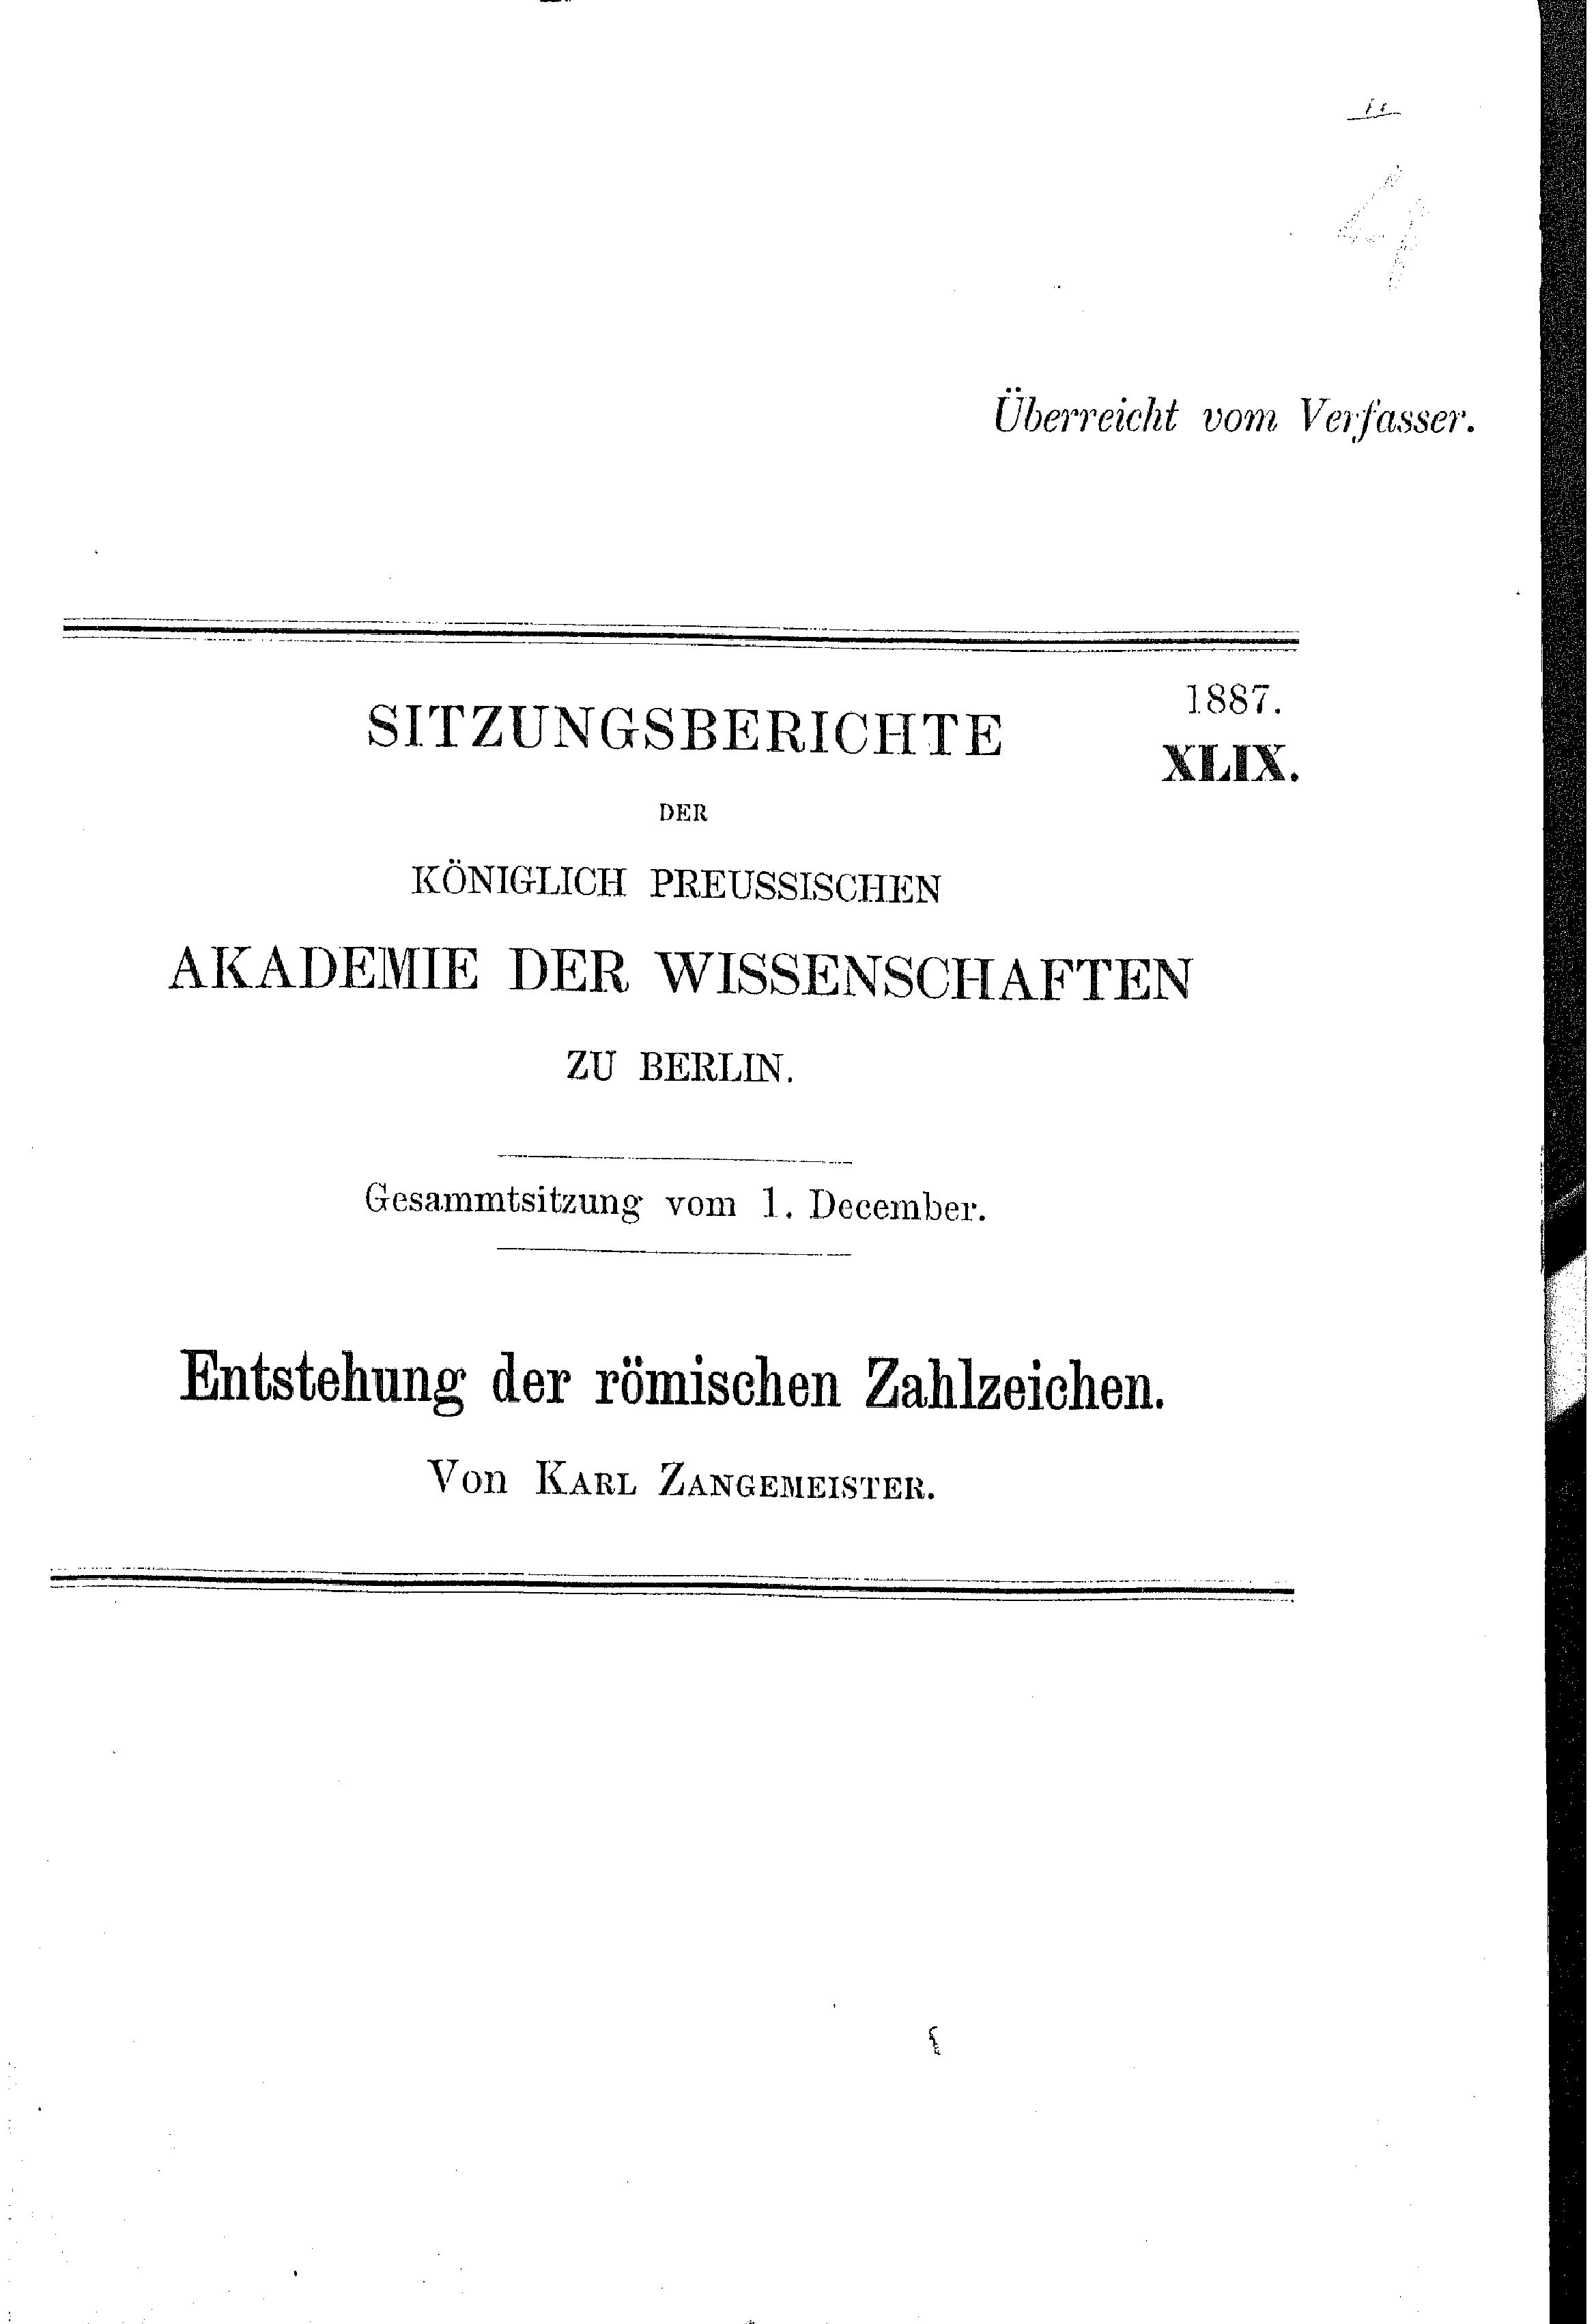 4
Überreicht vom Verfasser.
1887.
SITZUNGSBERICHTE
XLIX.
DER
KÖNIGLICH PREUSSISCHEN
AKADEMIE DER WISSENSCHAFTEN
ZU BERLIN.
Gesammtsitzung vom 1. December.
Entstehung der römischen Zahlzeichen.
Von KARL ZANGEMEISTER.